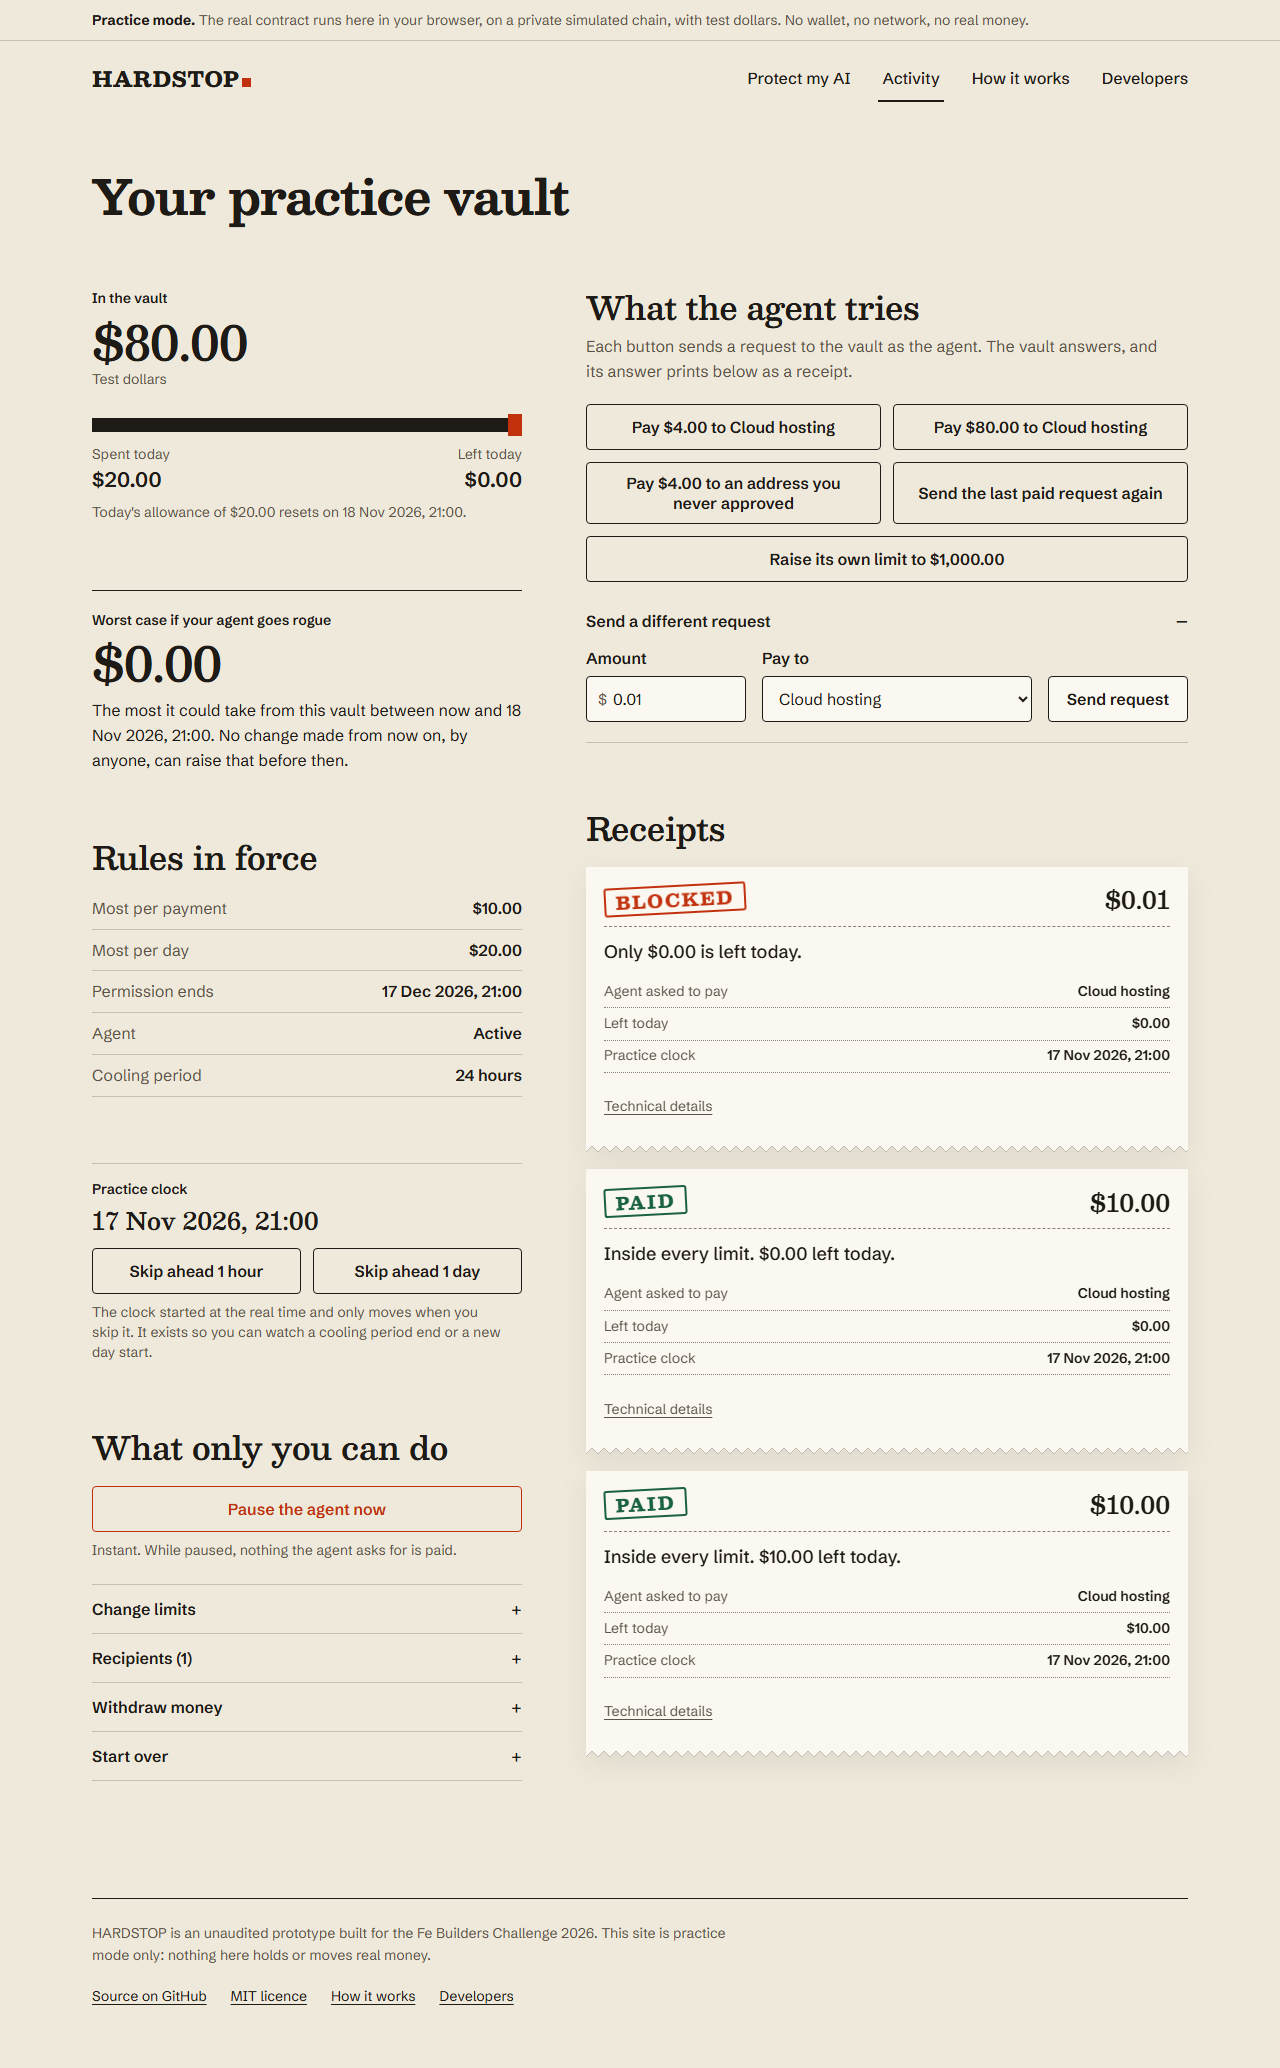 Practice mode. The real contract runs here in your browser, on a private simulated chain, with test dollars. No wallet, no network, no real money.
HARDSTOP
Protect my AI
Activity
How it works
Developers
Your practice vault
In the vault
$80.00
Test dollars
Spent today
Left today
$20.00
$0.00
Today's allowance of $20.00 resets on 18 Nov 2026, 21:00.
Worst case if your agent goes rogue
$0.00
The most it could take from this vault between now and 18
Nov 2026, 21:00. No change made from now on, by
anyone, can raise that before then.
Rules in force
Most per payment
$10.00
Most per day
$20.00
Permission ends
17 Dec 2026, 21:00
Agent
Active
Cooling period
24 hours
Practice clock
17 Nov 2026, 21:00
Skip ahead 1 hour
Skip ahead 1 day
The clock started at the real time and only moves when you
skip it. It exists so you can watch a cooling period end or a new
day start.
What only you can do
Pause the agent now
Instant. While paused, nothing the agent asks for is paid.
Change limits
+
Recipients (1)
+
Withdraw money
+
Start over
+
What the agent tries
Each button sends a request to the vault as the agent. The vault answers, and
its answer prints below as a receipt.
Pay $4.00 to Cloud hosting
Pay $80.00 to Cloud hosting
Pay $4.00 to an address you
never approved
Send the last paid request again
Raise its own limit to $1,000.00
Send a different request
−
Amount
Pay to
$ 0.01
Cloud hosting
Send request
Receipts
BLOCKED
$0.01
Only $0.00 is left today.
Agent asked to pay
Cloud hosting
Left today
$0.00
Practice clock
17 Nov 2026, 21:00
Technical details
PAID
$10.00
Inside every limit. $0.00 left today.
Agent asked to pay
Cloud hosting
Left today
$0.00
Practice clock
17 Nov 2026, 21:00
Technical details
PAID
$10.00
Inside every limit. $10.00 left today.
Agent asked to pay
Cloud hosting
Left today
$10.00
Practice clock
17 Nov 2026, 21:00
Technical details
HARDSTOP is an unaudited prototype built for the Fe Builders Challenge 2026. This site is practice
mode only: nothing here holds or moves real money.
Source on GitHub
MIT licence
How it works
Developers